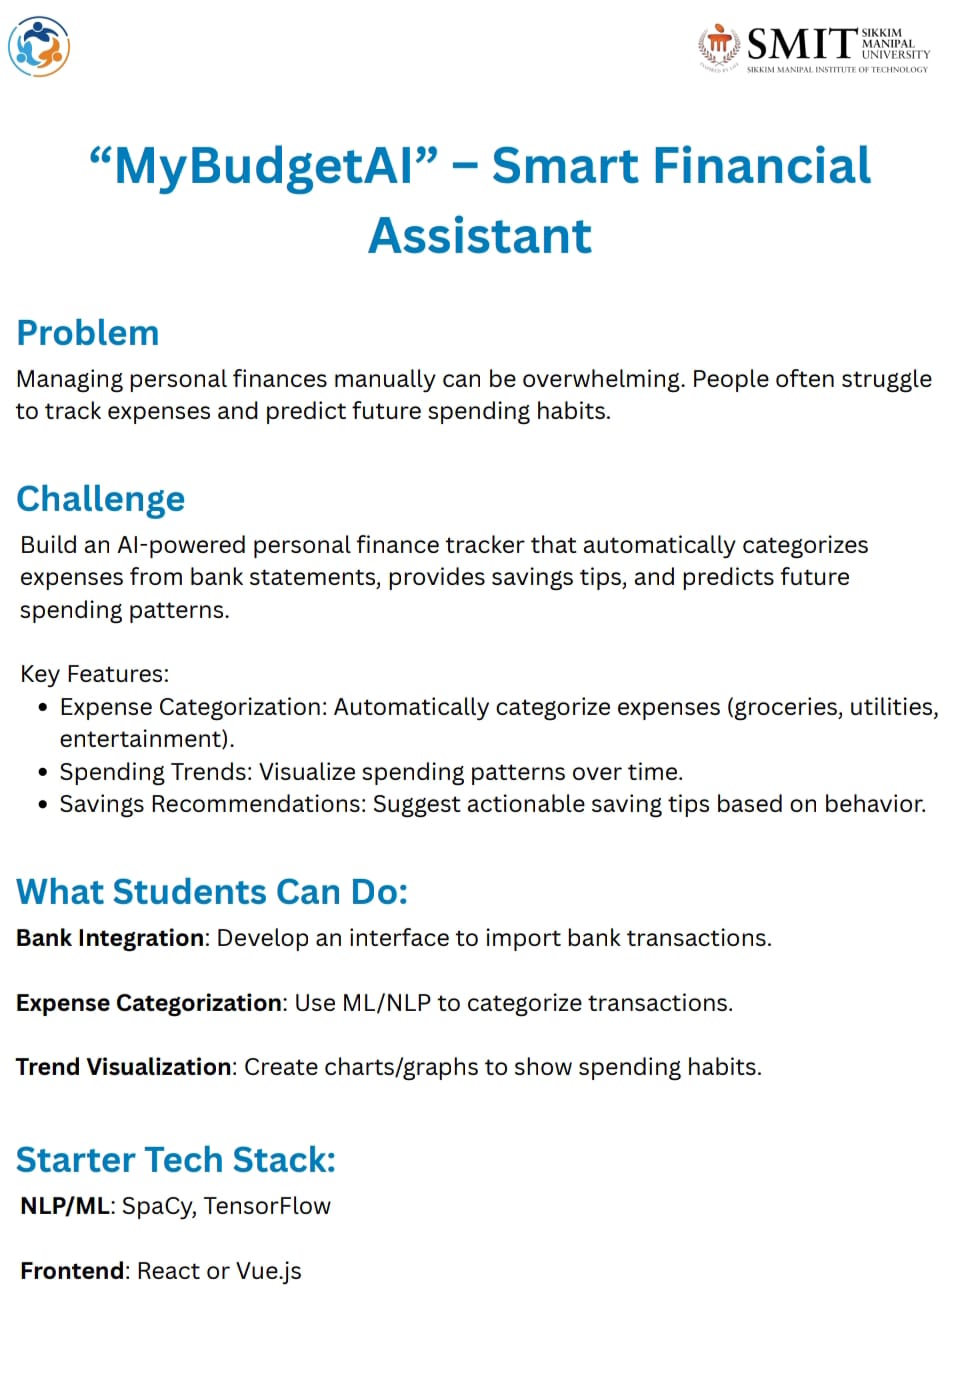 SMIT
SIKKIM
MANIPAL
UNIVERSITY
INSPIRED BY LIFE
SIKKIM MANIPAL INSTITUTE OF TECHNOLOGY
“MyBudgetAI” – Smart Financial
Assistant
Problem
Managing personal finances manually can be overwhelming. People often struggle
to track expenses and predict future spending habits.
Challenge
Build an AI-powered personal finance tracker that automatically categorizes
expenses from bank statements, provides savings tips, and predicts future
spending patterns.
Key Features:
• Expense Categorization: Automatically categorize expenses (groceries, utilities,
entertainment).
• Spending Trends: Visualize spending patterns over time.
• Savings Recommendations: Suggest actionable saving tips based on behavior.
What Students Can Do:
Bank Integration: Develop an interface to import bank transactions.
Expense Categorization: Use ML/NLP to categorize transactions.
Trend Visualization: Create charts/graphs to show spending habits.
Starter Tech Stack:
NLP/ML: SpaCy, TensorFlow
Frontend: React or Vue.js